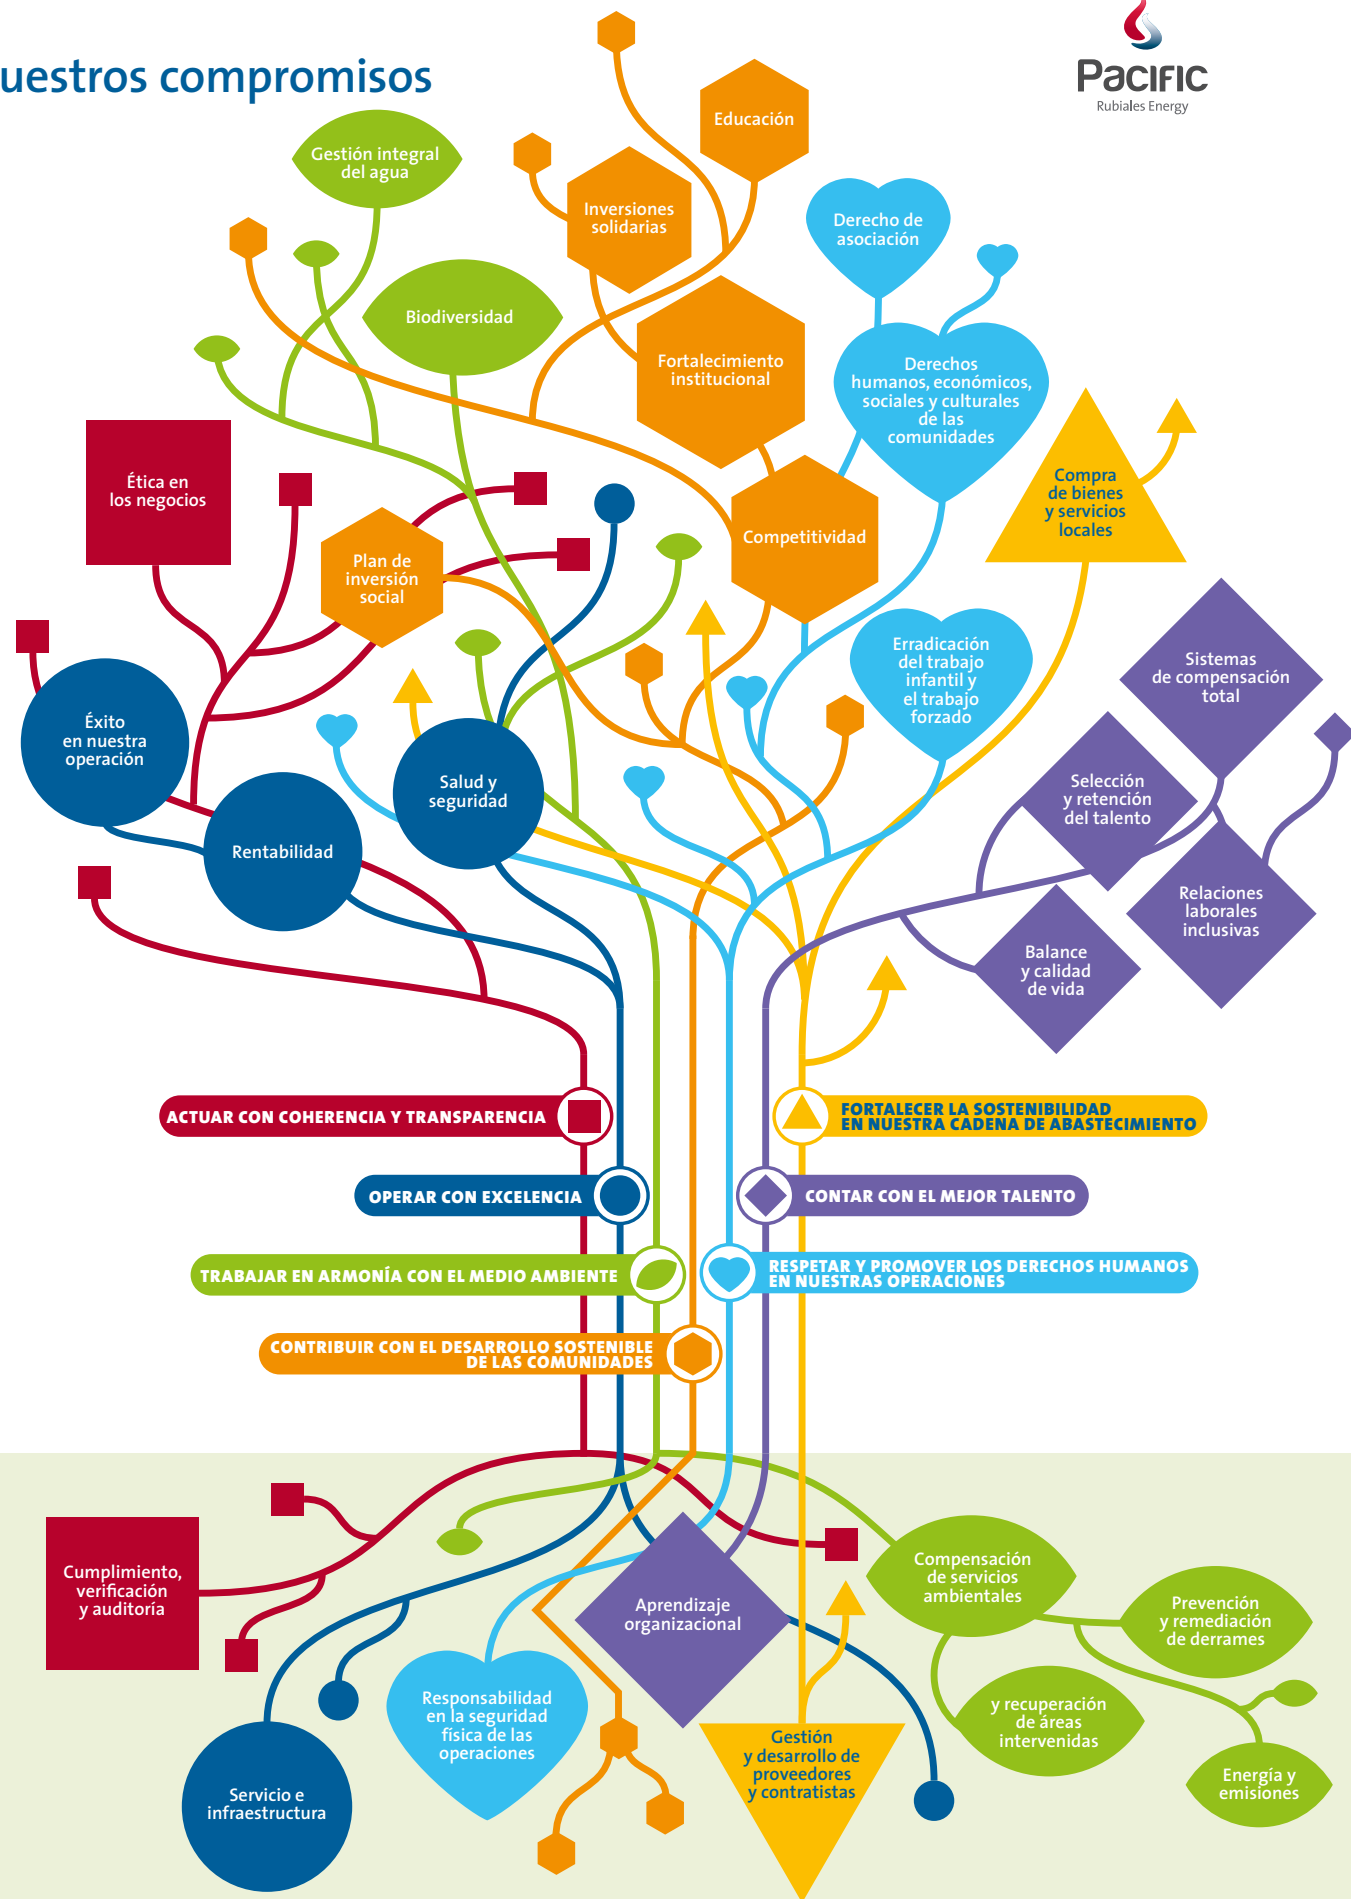 uestros compromisos
Pacific
Rubiales Energy
Educación
Gestión integral
del agua
Inversiones
solidarias
Derecho de
asociación
Biodiversidad
Fortalecimiento
institucional
Derechos
humanos, económicos,
sociales y culturales
de las
comunidades
Ética en
los negocios
Compra
de bienes
y servicios
locales
Plan de
inversión
social
Competitividad
Erradicación
del trabajo
infantil y
el trabajo
forzado
Sistemas
de compensación
total
Éxito
en nuestra
operación
Salud y
seguridad
Selección
y retención
del talento
Rentabilidad
Relaciones
laborales
inclusivas
Balance
y calidad
de vida
ACTUAR CON COHERENCIA Y TRANSPARENCIA
FORTALECER LA SOSTENIBILIDAD
EN NUESTRA CADENA DE ABASTECIMIENTO
OPERAR CON EXCELENCIA
CONTAR CON EL MEJOR TALENTO
TRABAJAR EN ARMONÍA CON EL MEDIO AMBIENTE
RESPETAR Y PROMOVER LOS DERECHOS HUMANOS
EN NUESTRAS OPERACIONES
CONTRIBUIR CON EL DESARROLLO SOSTENIBLE
DE LAS COMUNIDADES
Cumplimiento,
verificación
y auditoría
Compensación
de servicios
ambientales
Aprendizaje
organizacional
Prevención
y remediación
de derrames
Responsabilidad
en la seguridad
física de las
operaciones
y recuperación
de áreas
intervenidas
Gestión
y desarrollo de
proveedores
y contratistas
Servicio e
infraestructura
Energía y
emisiones